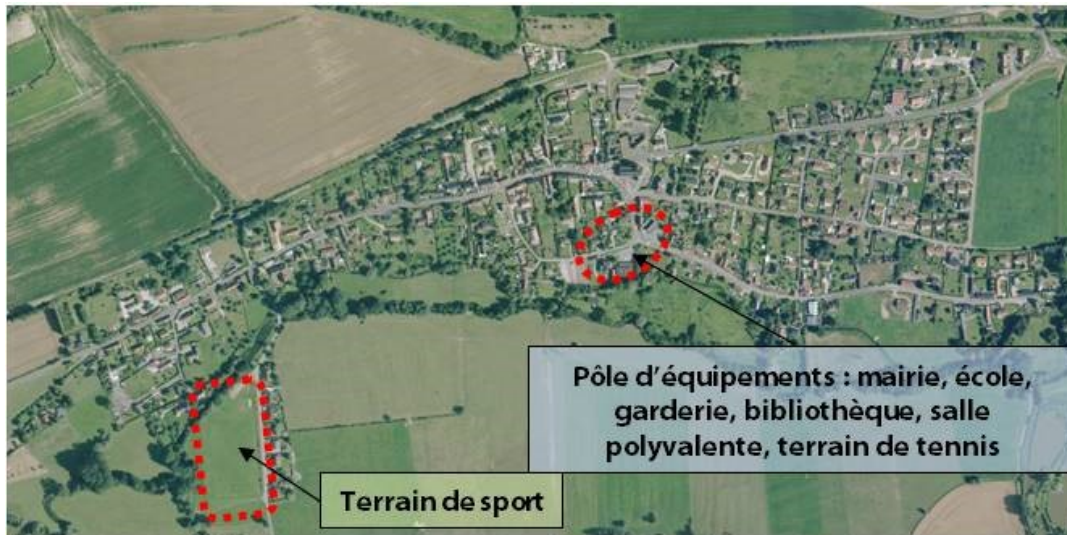 Pôle d’équipements : mairie, école,
garderie, bibliothèque, salle
polyvalente, terrain de tennis
Terrain de sport